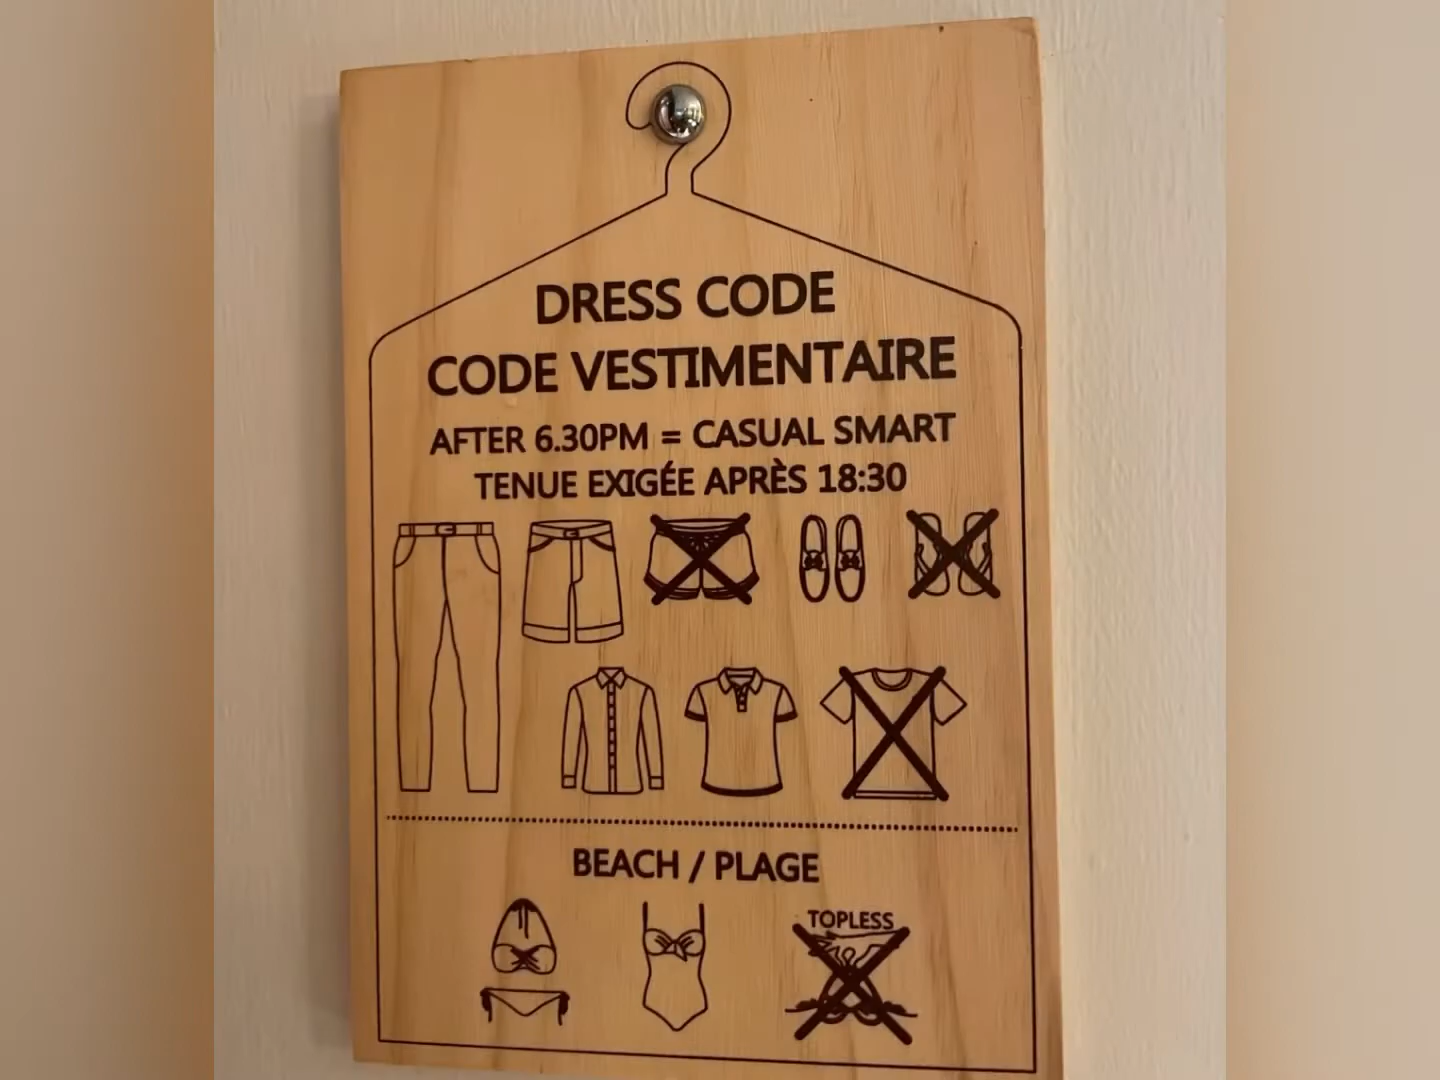 DRESS CODE
CODE VESTIMENTAIRE
AFTER 6.30PM = CASUAL SMART
TENUE EXIGÉE APRÈS 18:30
BEACH / PLAGE
TOPLESS